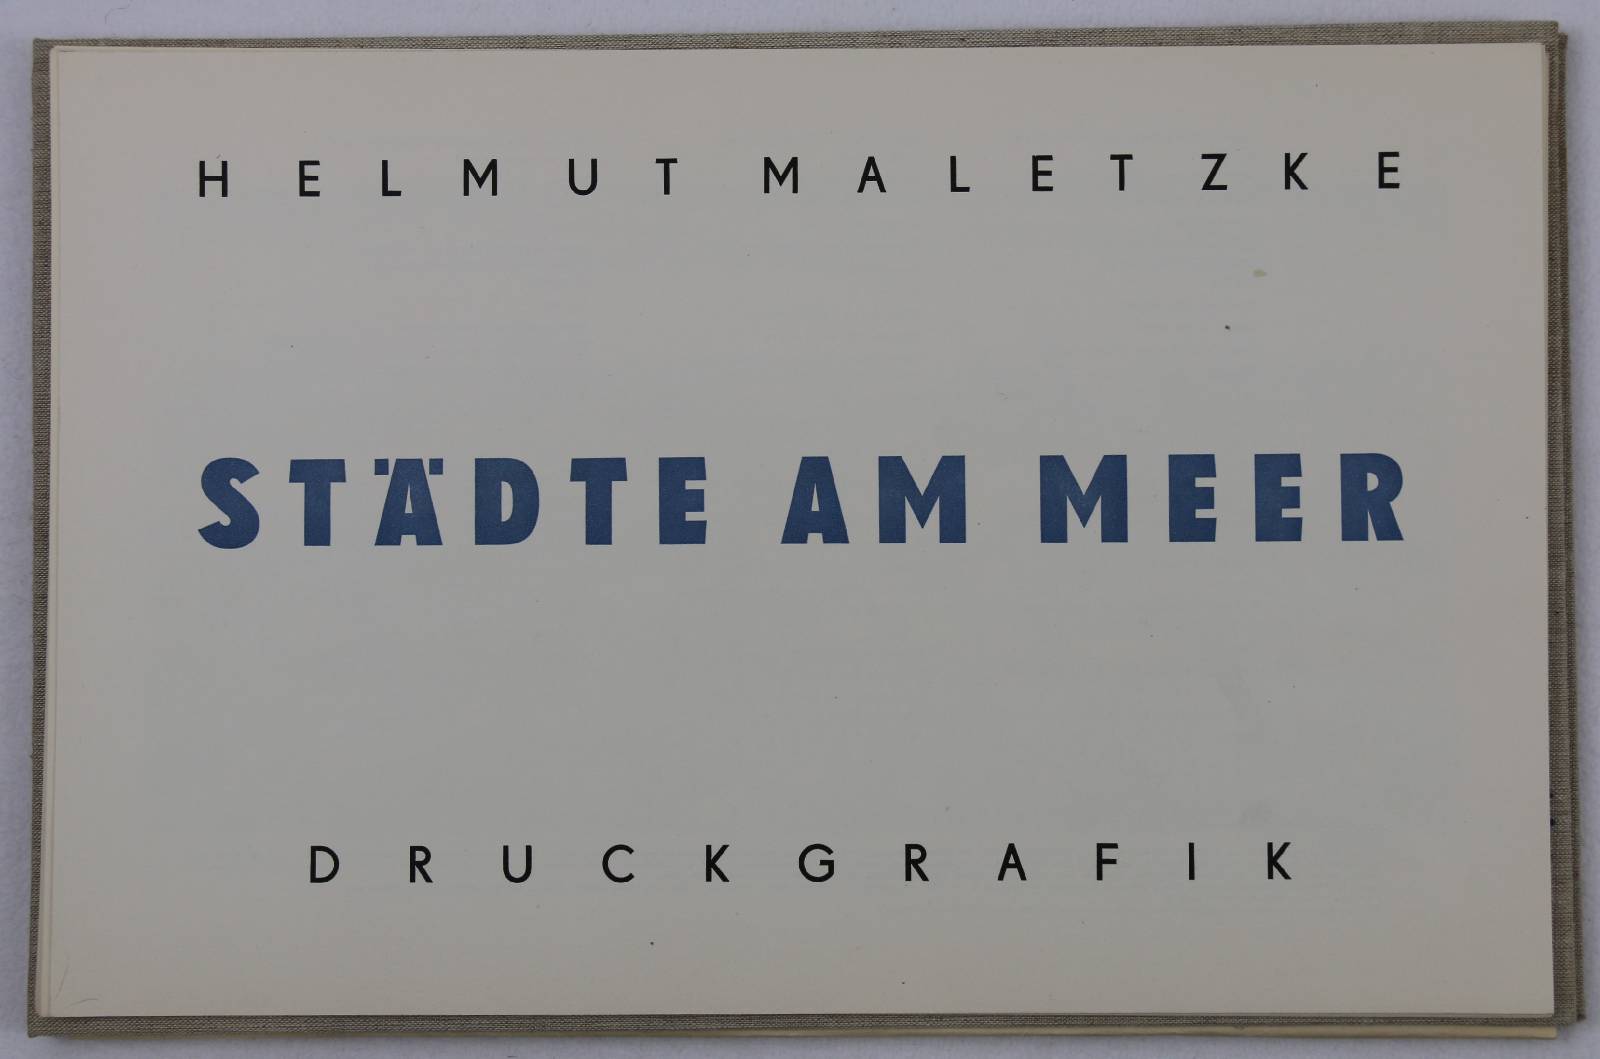 HELMUT MALETZKE
STÄDTE AM MEER
DRUCKGRAFIK